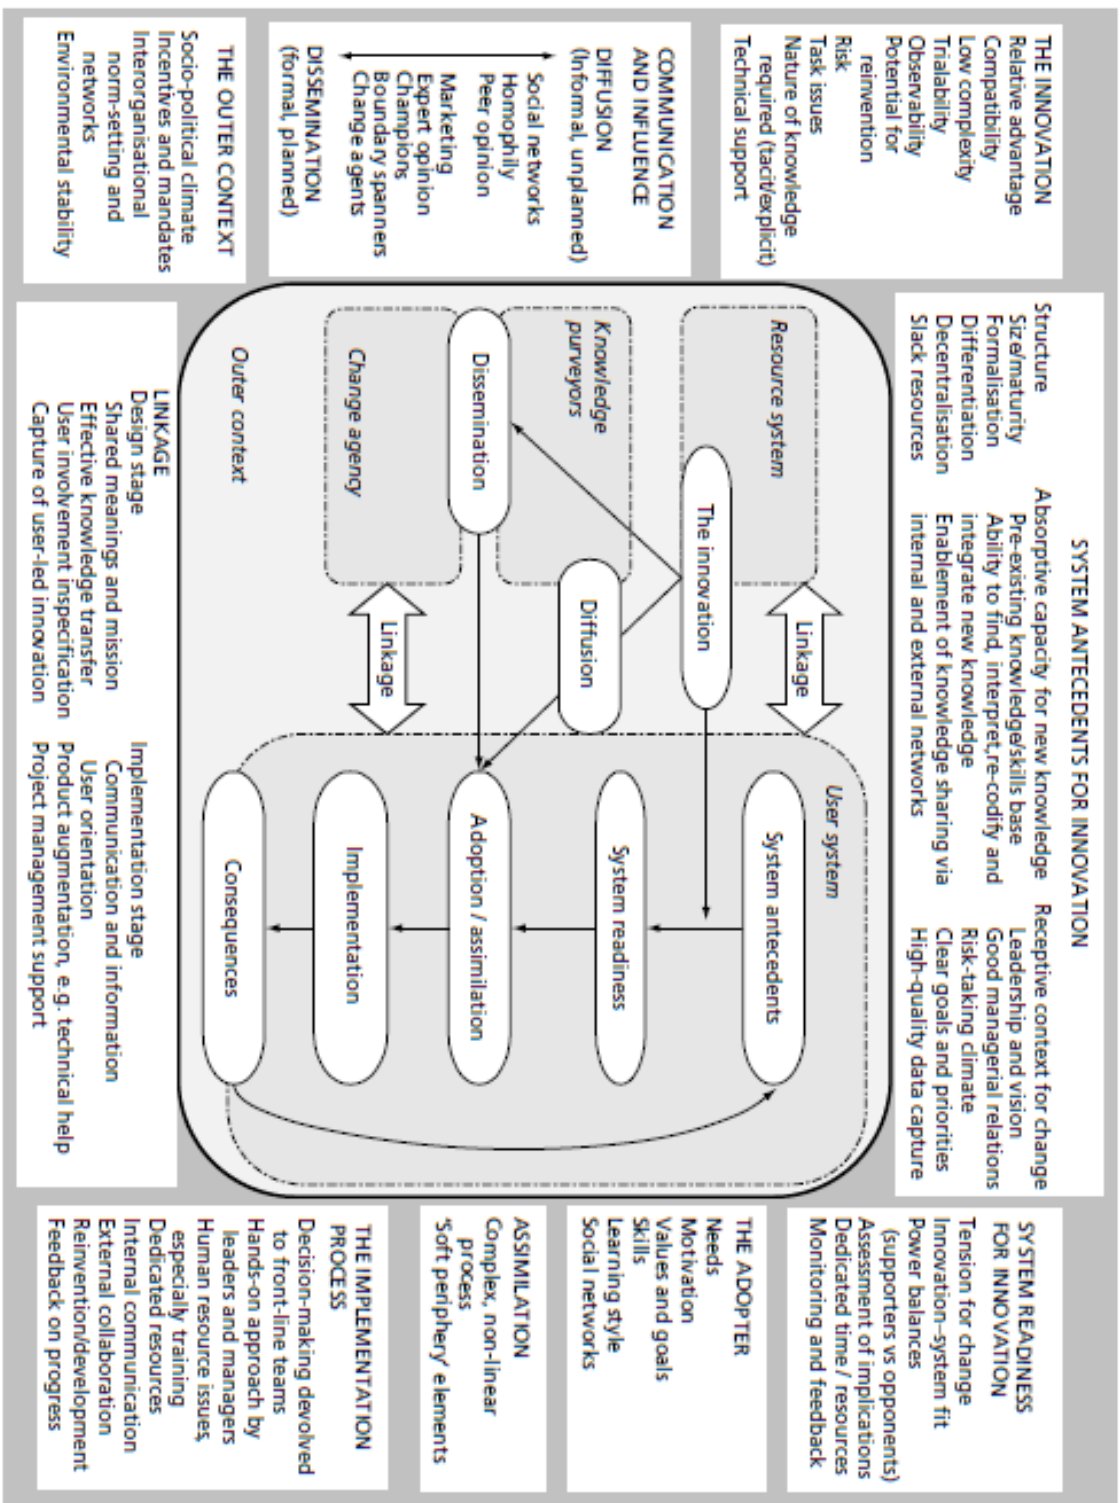 SYSTEM ANTECEDENTS FOR INNOVATION
Structure
Size/maturity
Formalisation
Differentiation
Decentralisation
Slack resources
Absorptive capacity for new knowledge
Pre-existing knowledge/skills base
Ability to find, interpret,re-codify and
integrate new knowledge
Enablement of knowledge sharing via
internal and external networks
Receptive context for change
Leadership and vision
Good managerial relations
Risk-taking climate
Clear goals and priorities
High-quality data capture
THE INNOVATION
Relative advantage
Compatibility
Low complexity
Trialability
Observability
Potential for
reinvention
Risk
Task issues
Nature of knowledge
required (tacit/explicit)
Technical support
COMMUNICATION
AND INFLUENCE
DIFFUSION
(Informal, unplanned)
Social networks
Homophily
Peer opinion
Marketing
Expert opinion
Champions
Boundary spanners
Change agents
DISSEMINATION
(formal, planned)
THE OUTER CONTEXT
Socio-political climate
Incentives and mandates
Interorganisational
norm-setting and
networks
Environmental stability
Resource system
The innovation
Knowledge
purveyors
Diffusion
Dissemination
Change agency
Outer context
Linkage
Linkage
User system
System antecedents
System readiness
Adoption / assimilation
Implementation
Consequences
SYSTEM READINESS
FOR INNOVATION
Tension for change
Innovation–system fit
Power balances
(supporters vs opponents)
Assessment of implications
Dedicated time / resources
Monitoring and feedback
THE ADOPTER
Needs
Motivation
Values and goals
Skills
Learning style
Social networks
ASSIMILATION
Complex, non-linear
process
'Soft periphery' elements
THE IMPLEMENTATION
PROCESS
Decision-making devolved
to front-line teams
Hands-on approach by
leaders and managers
Human resource issues,
especially training
Dedicated resources
Internal communication
External collaboration
Reinvention/development
Feedback on progress
LINKAGE
Design stage
Shared meanings and mission
Effective knowledge transfer
User involvement inspecification
Capture of user-led innovation
Implementation stage
Communication and information
User orientation
Product augmentation, e.g. technical help
Project management support